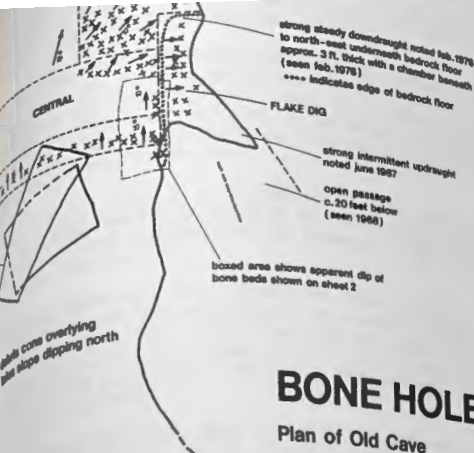 strong steady downdraught noted feb.1978
to north-east underneath bedrock floor
approx. 3 ft. thick with a chamber beneath
(seen feb.1978)
•••• indicates edge of bedrock floor
CENTRAL
FLAKE DIG
strong intermittent updraught
noted june 1967
open passage
c.20 feet below
(seen 1968)
boxed area shows apparent dip of
bone beds shown on sheet 2
cone overlying
slope dipping north
BONE HOLE
Plan of Old Cave